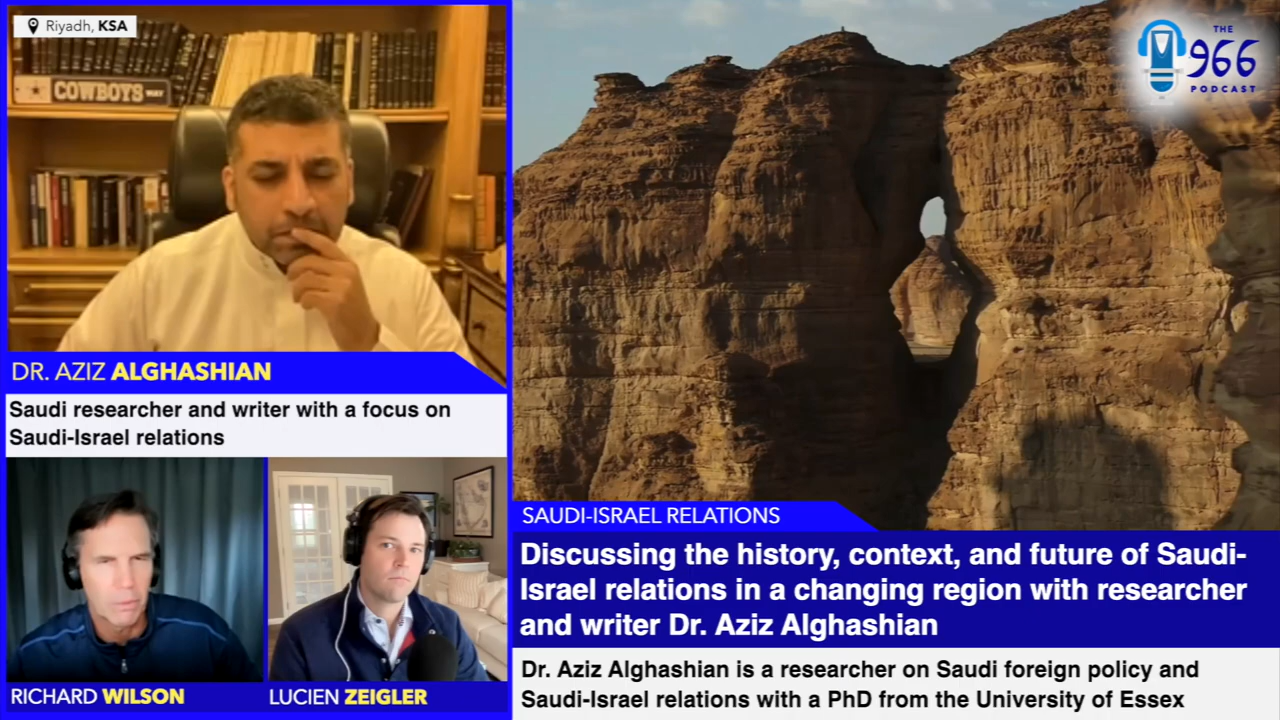 Riyadh, KSA
COWBOYS WAY
DR. AZIZ ALGHASHIAN
Saudi researcher and writer with a focus on
Saudi-Israel relations
RICHARD WILSON
LUCIEN ZEIGLER
THE
966
PODCAST
SAUDI-ISRAEL RELATIONS
Discussing the history, context, and future of Saudi-
Israel relations in a changing region with researcher
and writer Dr. Aziz Alghashian
Dr. Aziz Alghashian is a researcher on Saudi foreign policy and
Saudi-Israel relations with a PhD from the University of Essex